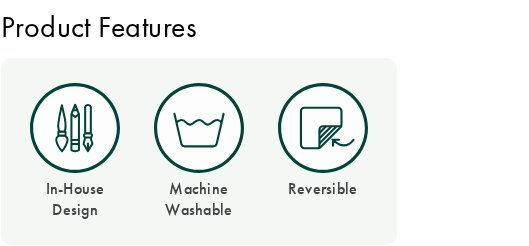 Product Features
In-House
Design
Machine
Washable
Reversible